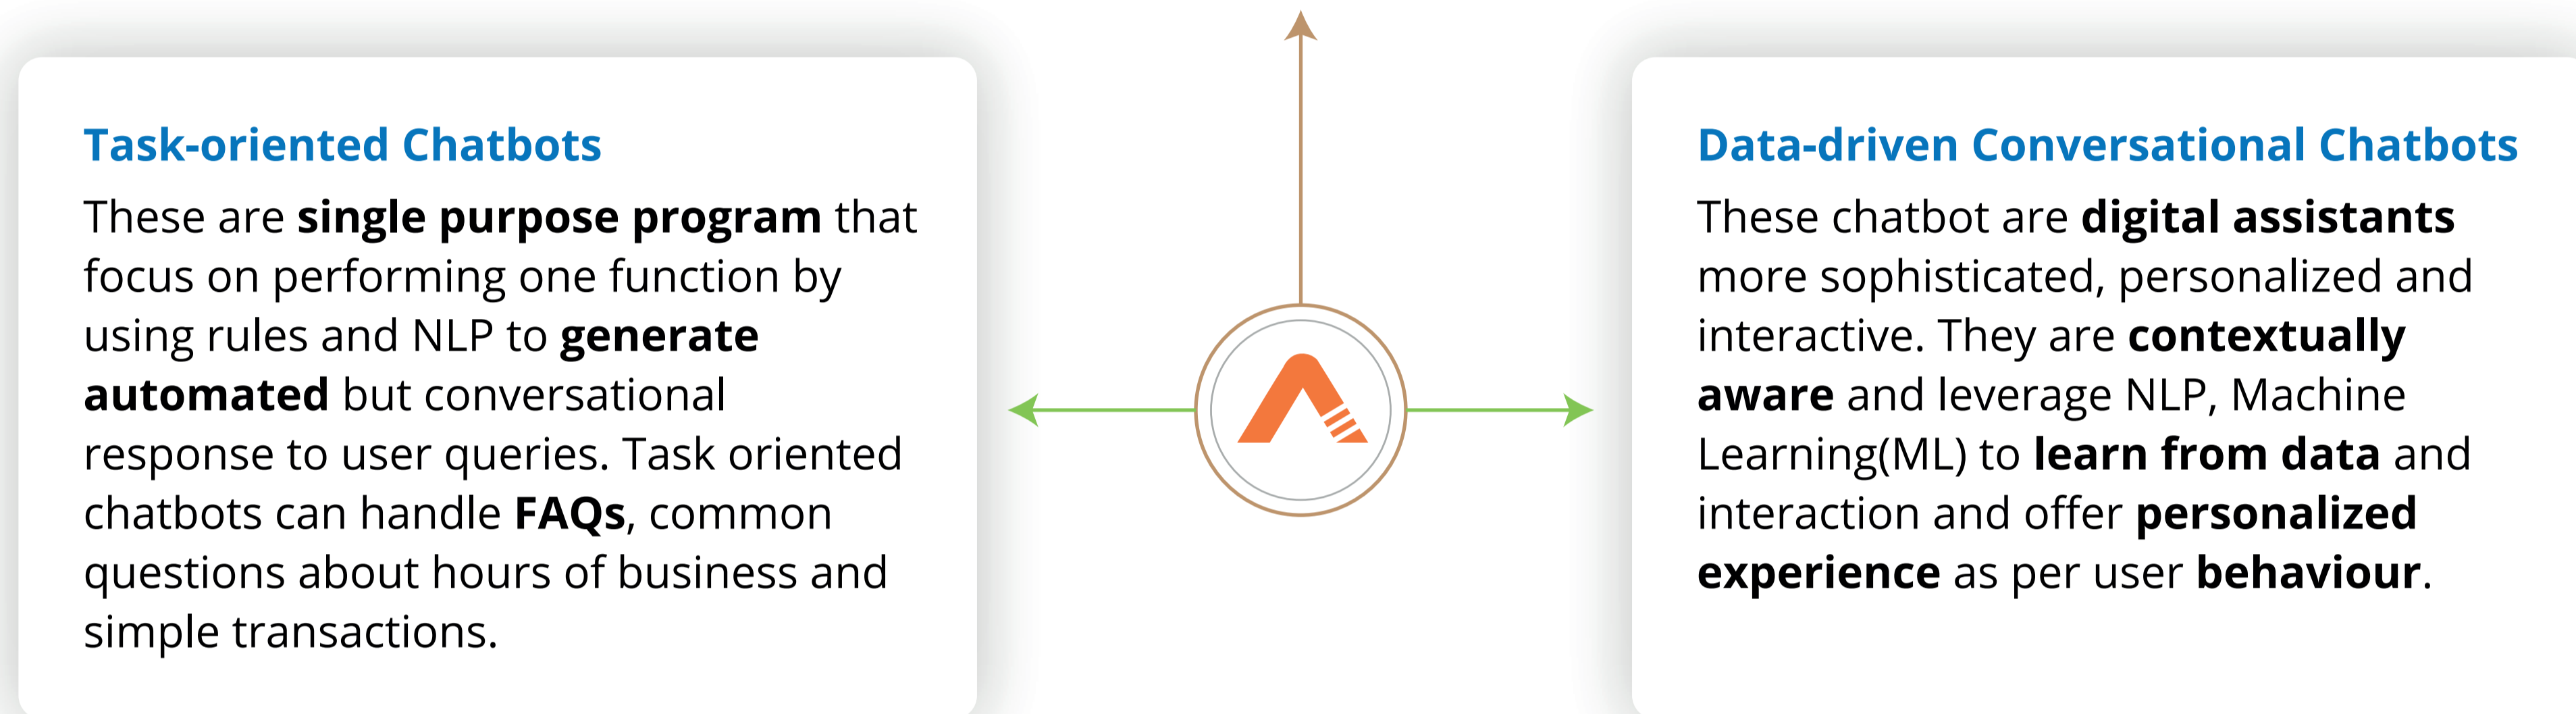 Task-oriented Chatbots
These are single purpose program that
focus on performing one function by
using rules and NLP to generate
automated but conversational
response to user queries. Task oriented
chatbots can handle FAQs, common
questions about hours of business and
simple transactions.
Data-driven Conversational Chatbots
These chatbot are digital assistants
more sophisticated, personalized and
interactive. They are contextually
aware and leverage NLP, Machine
Learning(ML) to learn from data and
interaction and offer personalized
experience as per user behaviour.